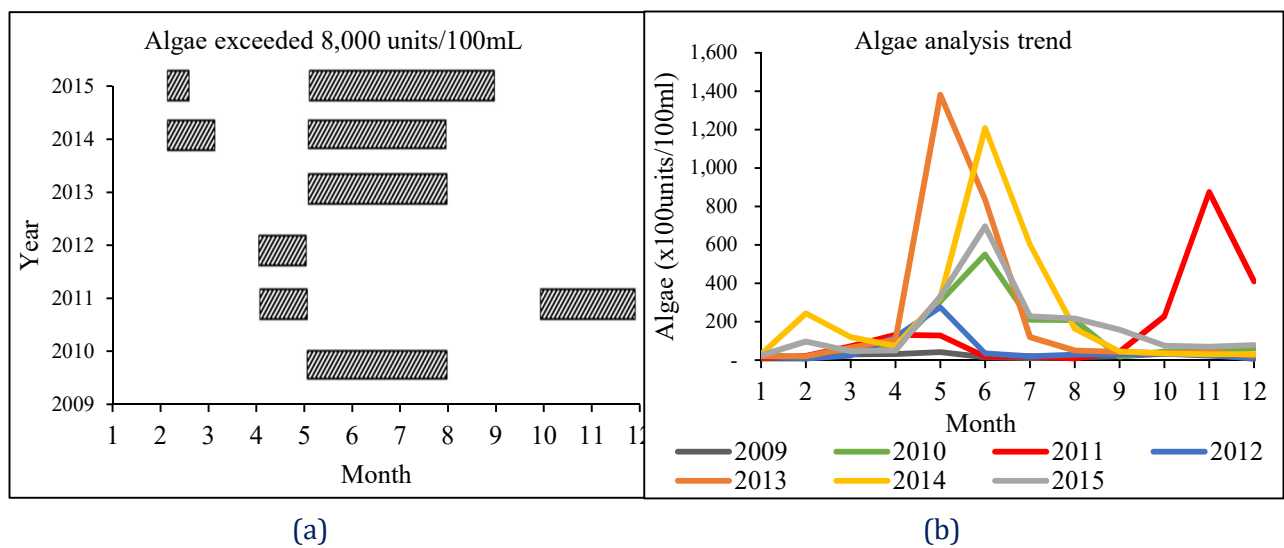 Algae exceeded 8,000 units/100mL
Year
2015
2014
2013
2012
2011
2010
2009
1 2 3 4 5 6 7 8 9 10 11 12
Month
(a)
Algae analysis trend
Algae (x100units/100ml)
1,600
1,400
1,200
1,000
800
600
400
200
-
1 2 3 4 5 6 7 8 9 10 11 12
Month
2009 2010 2011 2012
2013 2014 2015
(b)